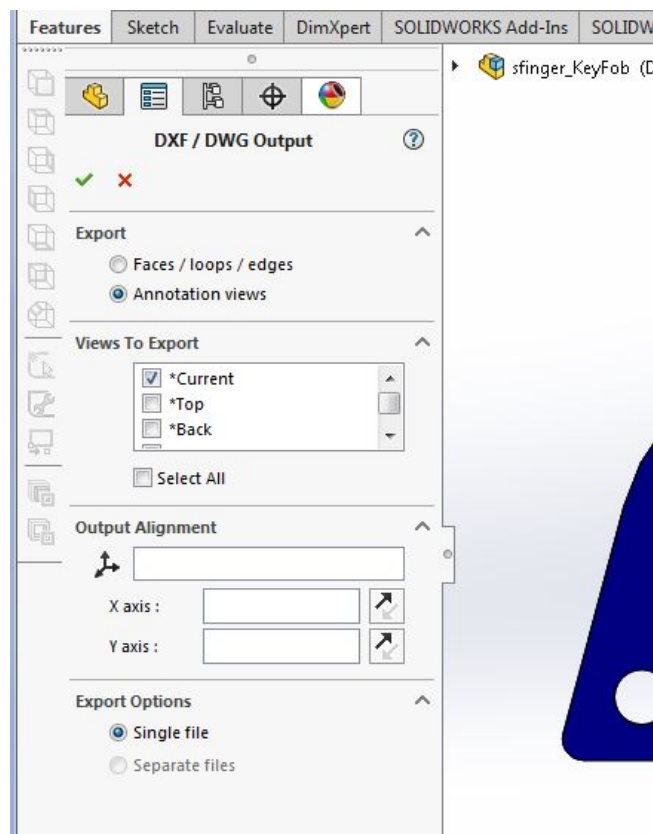 Features Sketch Evaluate DimXpert SOLIDWORKS Add-Ins SOLIDW
sfinger_KeyFob (D
DXF / DWG Output ?
Export
Faces / loops / edges
Annotation views
Views To Export
*Current
*Top
*Back
Select All
Output Alignment
X axis :
Y axis :
Export Options
Single file
Separate files